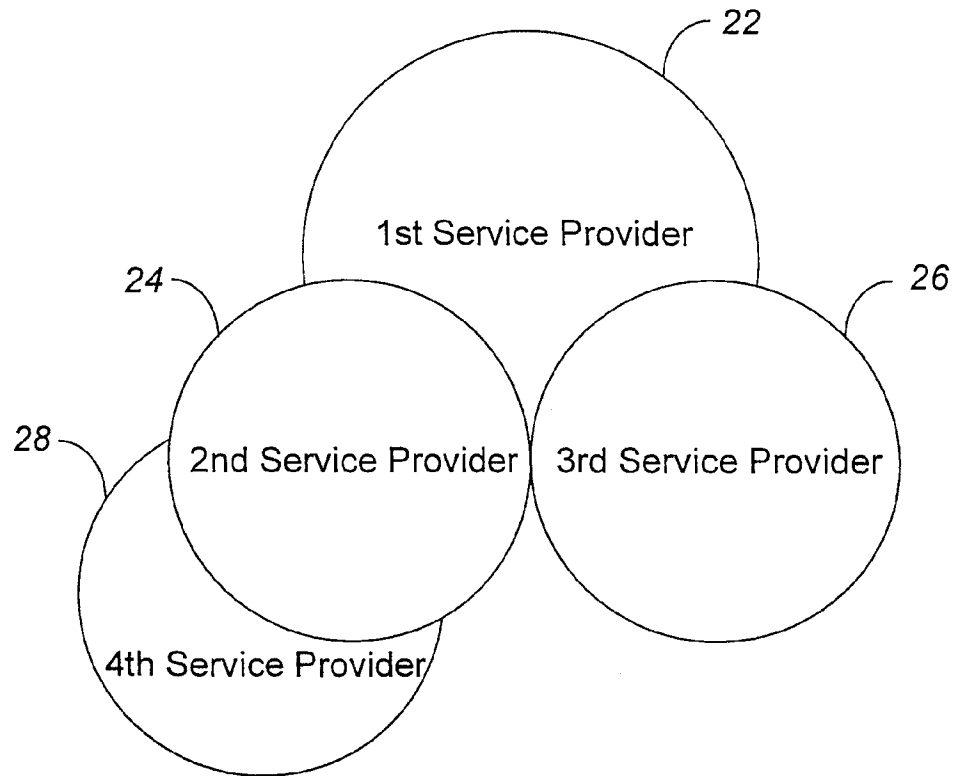 22
1st Service Provider
24
26
28
2nd Service Provider
3rd Service Provider
4th Service Provider